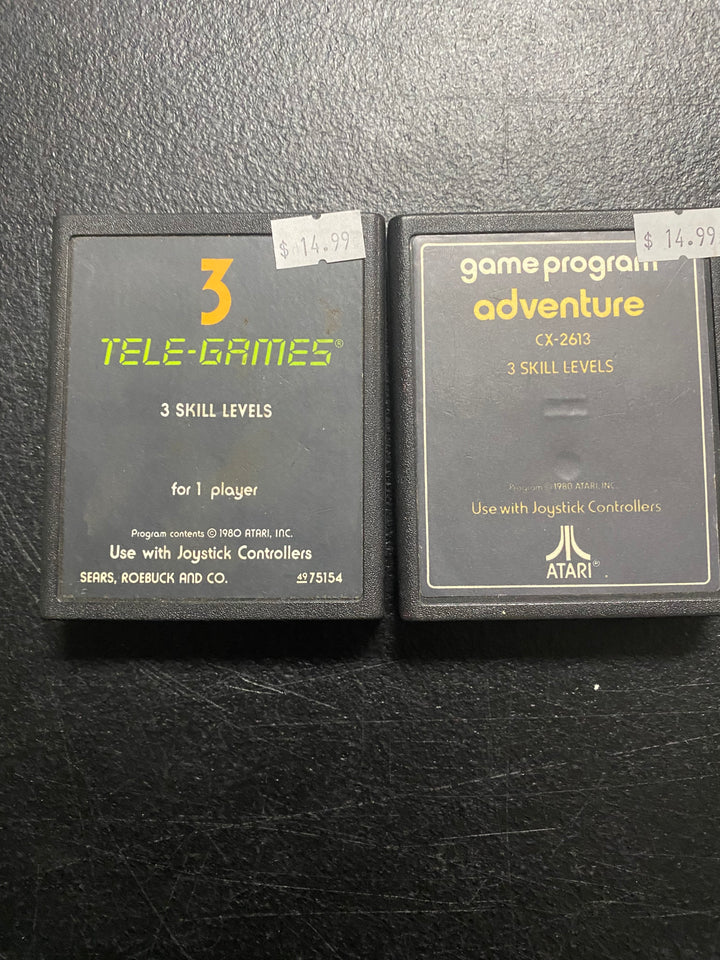 $ 14.99
3
TELE-GAMES®
3 SKILL LEVELS
for 1 player
Program contents © 1980 ATARI, INC.
Use with Joystick Controllers
SEARS, ROEBUCK AND CO. 49 75154
$ 14.99
game program
adventure
CX-2613
3 SKILL LEVELS
Program © 1980 ATARI, INC.
Use with Joystick Controllers
ATARI®